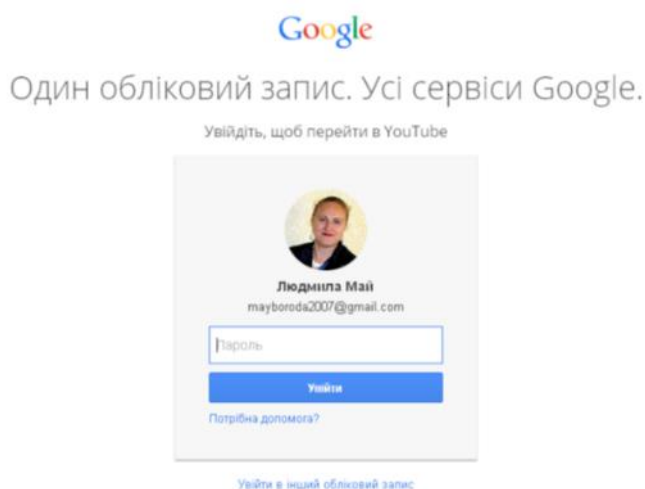 Google
Один обліковий запис. Усі сервіси Google.
Увійдіть, щоб перейти в YouTube
Людмила Май
mayboroda2007@gmail.com
Пароль
Увійти
Потрібна допомога?
Увійти в інший обліковий запис